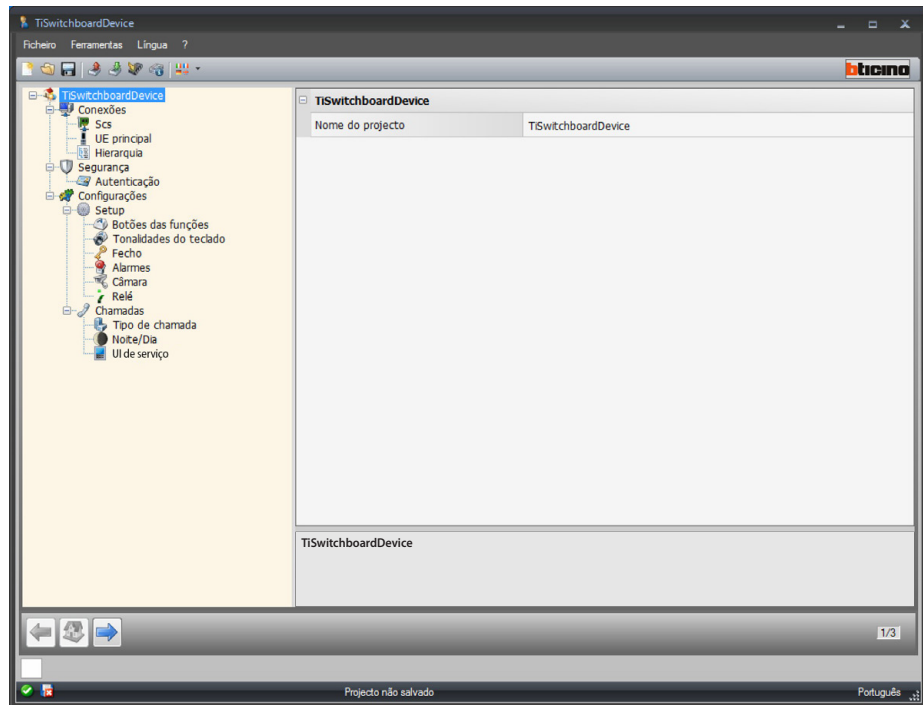 TiSwitchboardDevice
Ficheiro Ferramentas Língua ?
bticino
TiSwitchboardDevice
Conexões
Scs
UE principal
Hierarquia
Segurança
Autenticação
Configurações
Setup
Botões das funções
Tonalidades do teclado
Fecho
Alarmes
Câmara
Relé
Chamadas
Tipo de chamada
Noite/Dia
UI de serviço
TiSwitchboardDevice
Nome do projecto TiSwitchboardDevice
TiSwitchboardDevice
1/3
Projecto não salvado Português